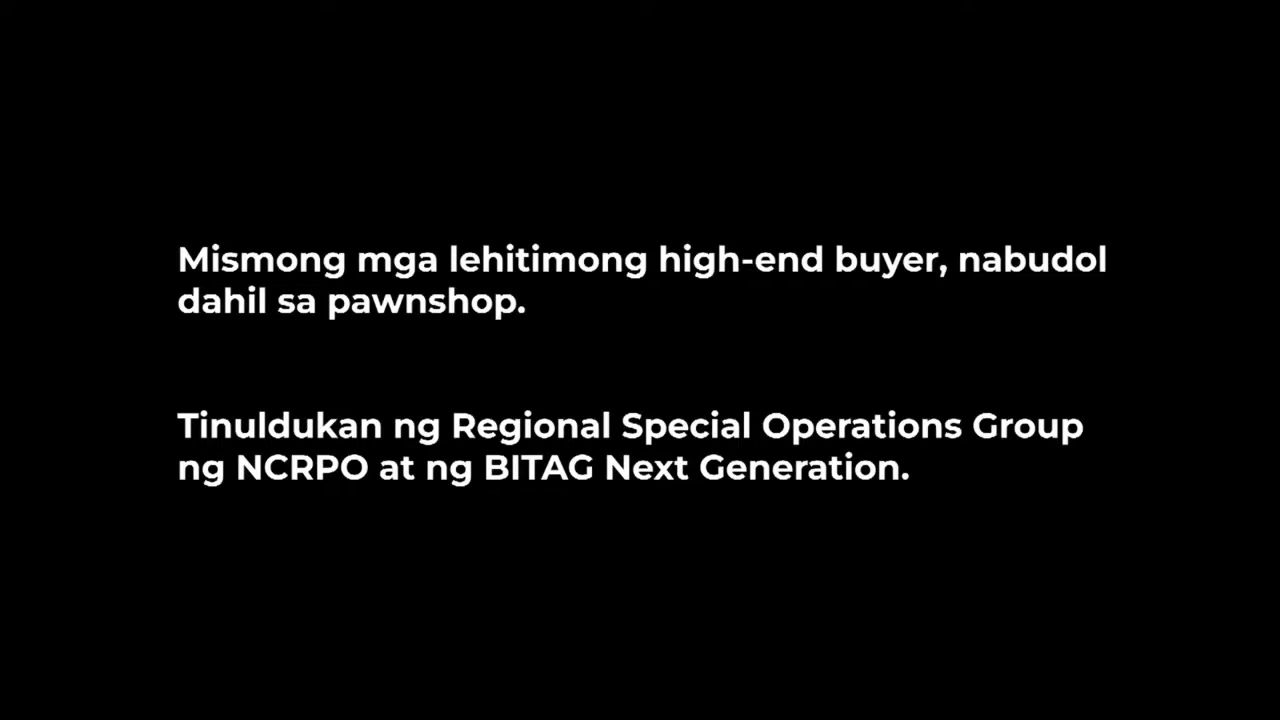 Mismong mga lehitimong high-end buyer, nabudol
dahil sa pawnshop.
Tinuldukan ng Regional Special Operations Group
ng NCRPO at ng BITAG Next Generation.